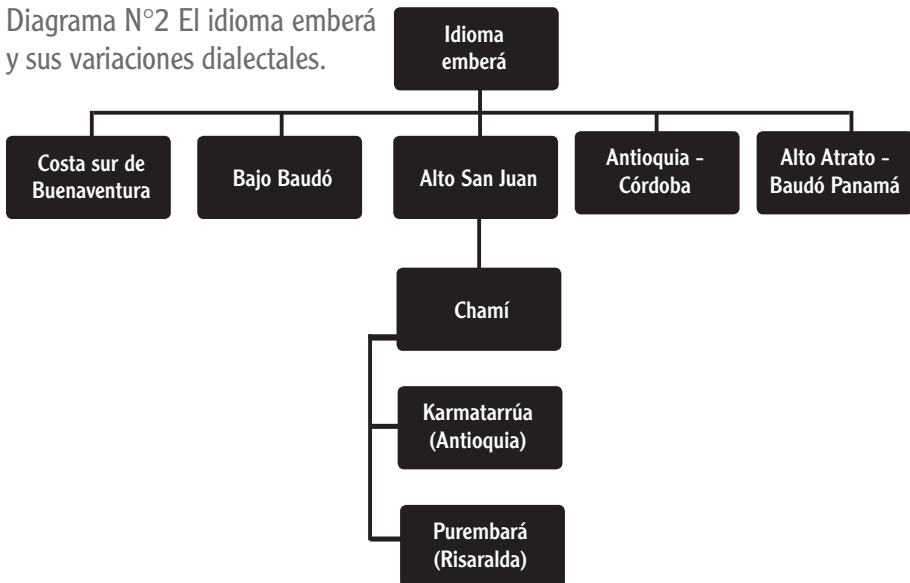 Diagrama N°2 El idioma emberá
y sus variaciones dialectales.
Idioma
emberá
Costa sur de
Buenaventura
Bajo Baudó
Alto San Juan
Antioquia -
Córdoba
Alto Atrato -
Baudó Panamá
Chamí
Karmatarrúa
(Antioquia)
Purembará
(Risaralda)